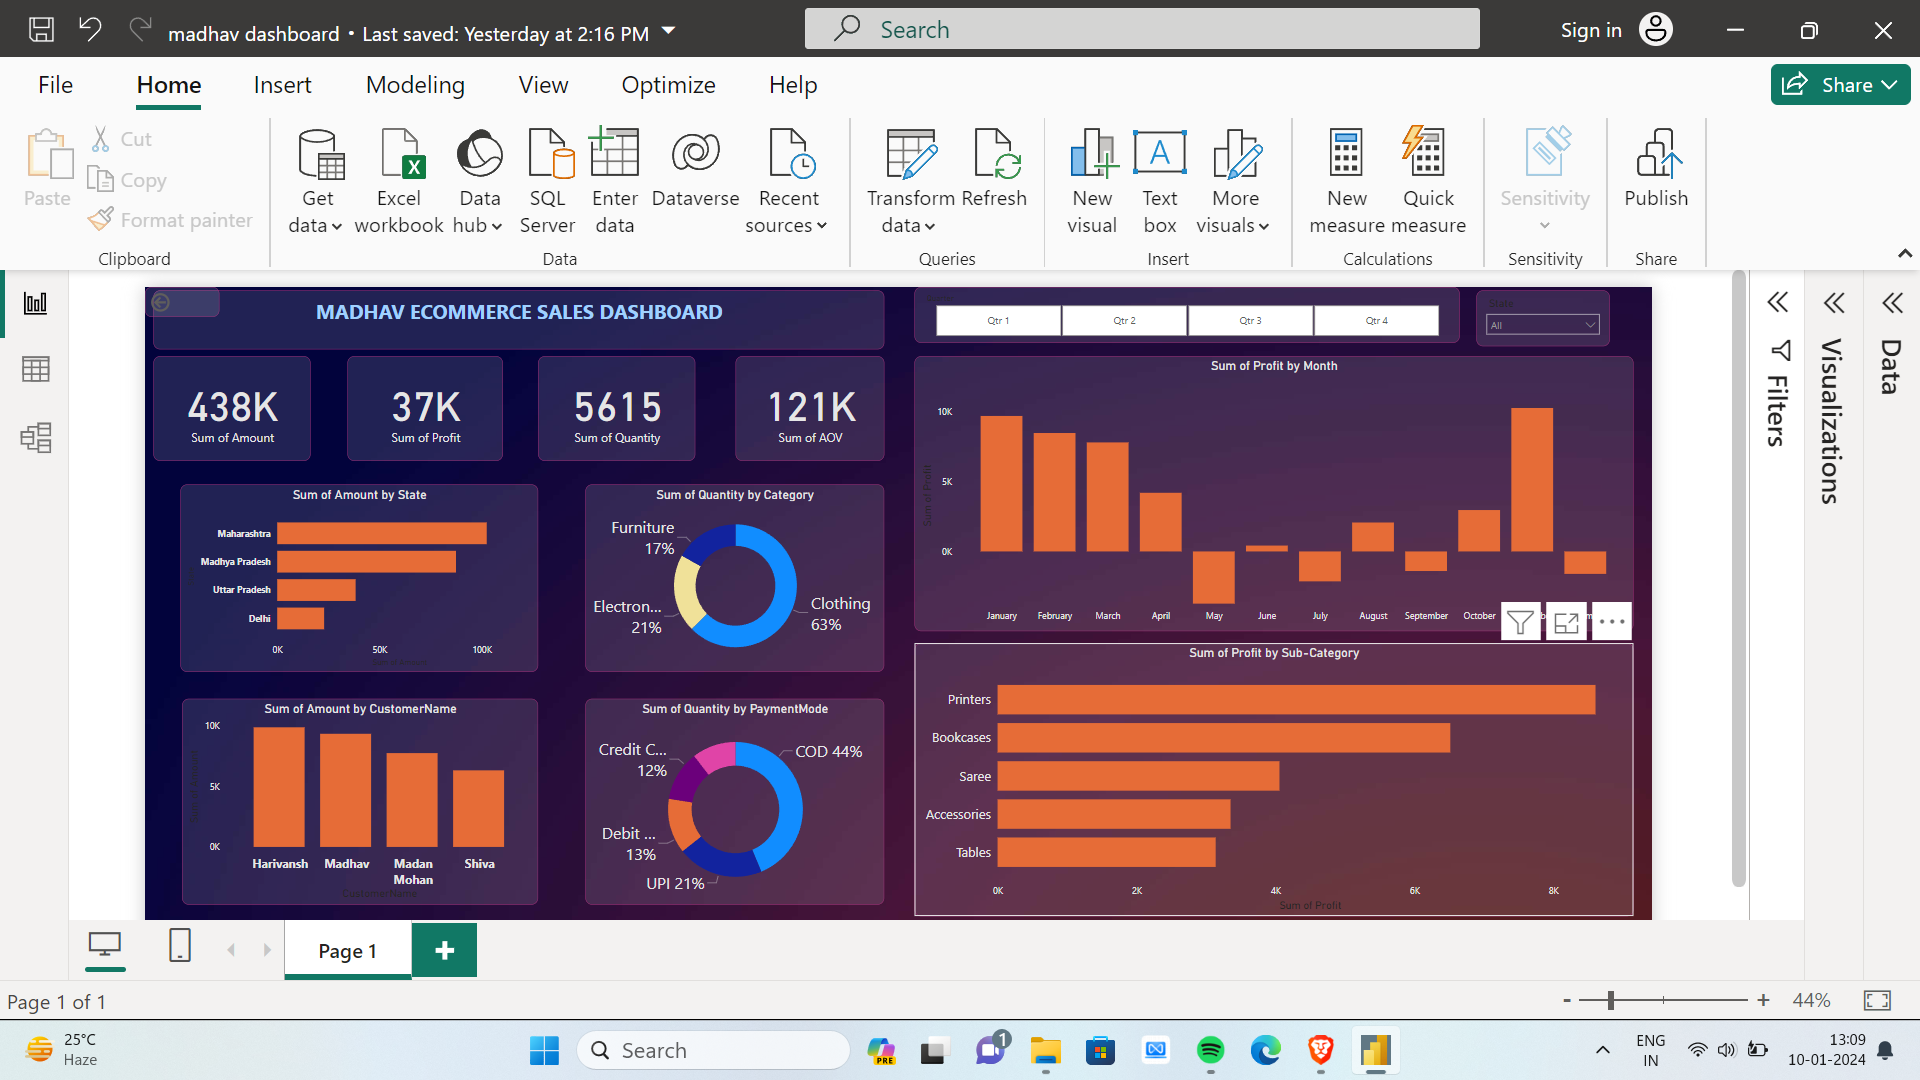 madhav dashboard • Last saved: Yesterday at 2:16 PM
Search
Sign in
File
Home
Insert
Modeling
View
Optimize
Help
Share
Paste
Cut
Copy
Format painter
Clipboard
Get data
Excel workbook
Data hub
SQL Server
Enter data
Dataverse
Recent sources
Data
Transform data
Refresh
Queries
New visual
Text box
More visuals
Insert
New measure
Quick measure
Calculations
Sensitivity
Sensitivity
Publish
Share
MADHAV ECOMMERCE SALES DASHBOARD
Qtr 1
Qtr 2
Qtr 3
Qtr 4
State
All
438K
Sum of Amount
37K
Sum of Profit
5615
Sum of Quantity
121K
Sum of AOV
Sum of Amount by State
Maharashtra
Madhya Pradesh
Uttar Pradesh
Delhi
0K
50K
100K
Sum of Quantity by Category
Furniture
17%
Electron...
21%
Clothing
63%
Sum of Profit by Month
Sum of Profit
10K
5K
0K
January
February
March
April
May
June
July
August
September
October
Sum of Amount by CustomerName
10K
5K
0K
Harivansh
Madhav
Madan
Mohan
Shiva
CustomerName
Sum of Quantity by PaymentMode
Credit C...
12%
COD 44%
Debit ...
13%
UPI 21%
Sum of Profit by Sub-Category
Printers
Bookcases
Saree
Accessories
Tables
0K
2K
4K
6K
8K
Sum of Profit
Filters
Visualizations
Data
Page 1
Page 1 of 1
- + 44%
25°C
Haze
Search
PRE
1
ENG
IN
13:09
10-01-2024